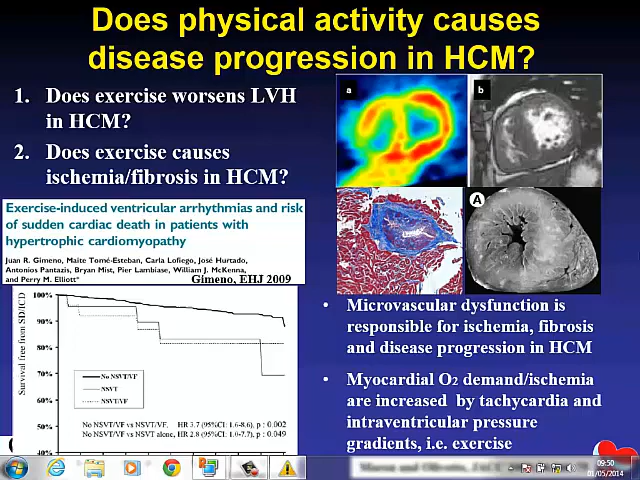 Does physical activity causes
disease progression in HCM?
1. Does exercise worsens LVH
in HCM?
2. Does exercise causes
ischemia/fibrosis in HCM?
Exercise-induced ventricular arrhythmias and risk
of sudden cardiac death in patients with
hypertrophic cardiomyopathy
Juan R. Gimeno, Maite Tomé-Esteban, Carla Lofiego, José Hurtado,
Antonios Pantazis, Bryan Mist, Pier Lambiase, William J. McKenna,
and Perry M. Elliott*
Gimeno, EHJ 2009
100%
90%
80%
70%
60%
50%
40%
Survival free from SD/ICD
No NSVT/VF
NSVT
NSVT/VF
No NSVT/VF vs NSVT/VF, HR 3.7 (95%CI: 1.6-8.6), p : 0.002
No NSVT/VF vs NSVT alone, HR 2.8 (95%CI: 1.0-7.7), p : 0.049
a
b
A
• Microvascular dysfunction is
responsible for ischemia, fibrosis
and disease progression in HCM
• Myocardial O2 demand/ischemia
are increased by tachycardia and
intraventricular pressure
gradients, i.e. exercise
09:50
01/05/2014